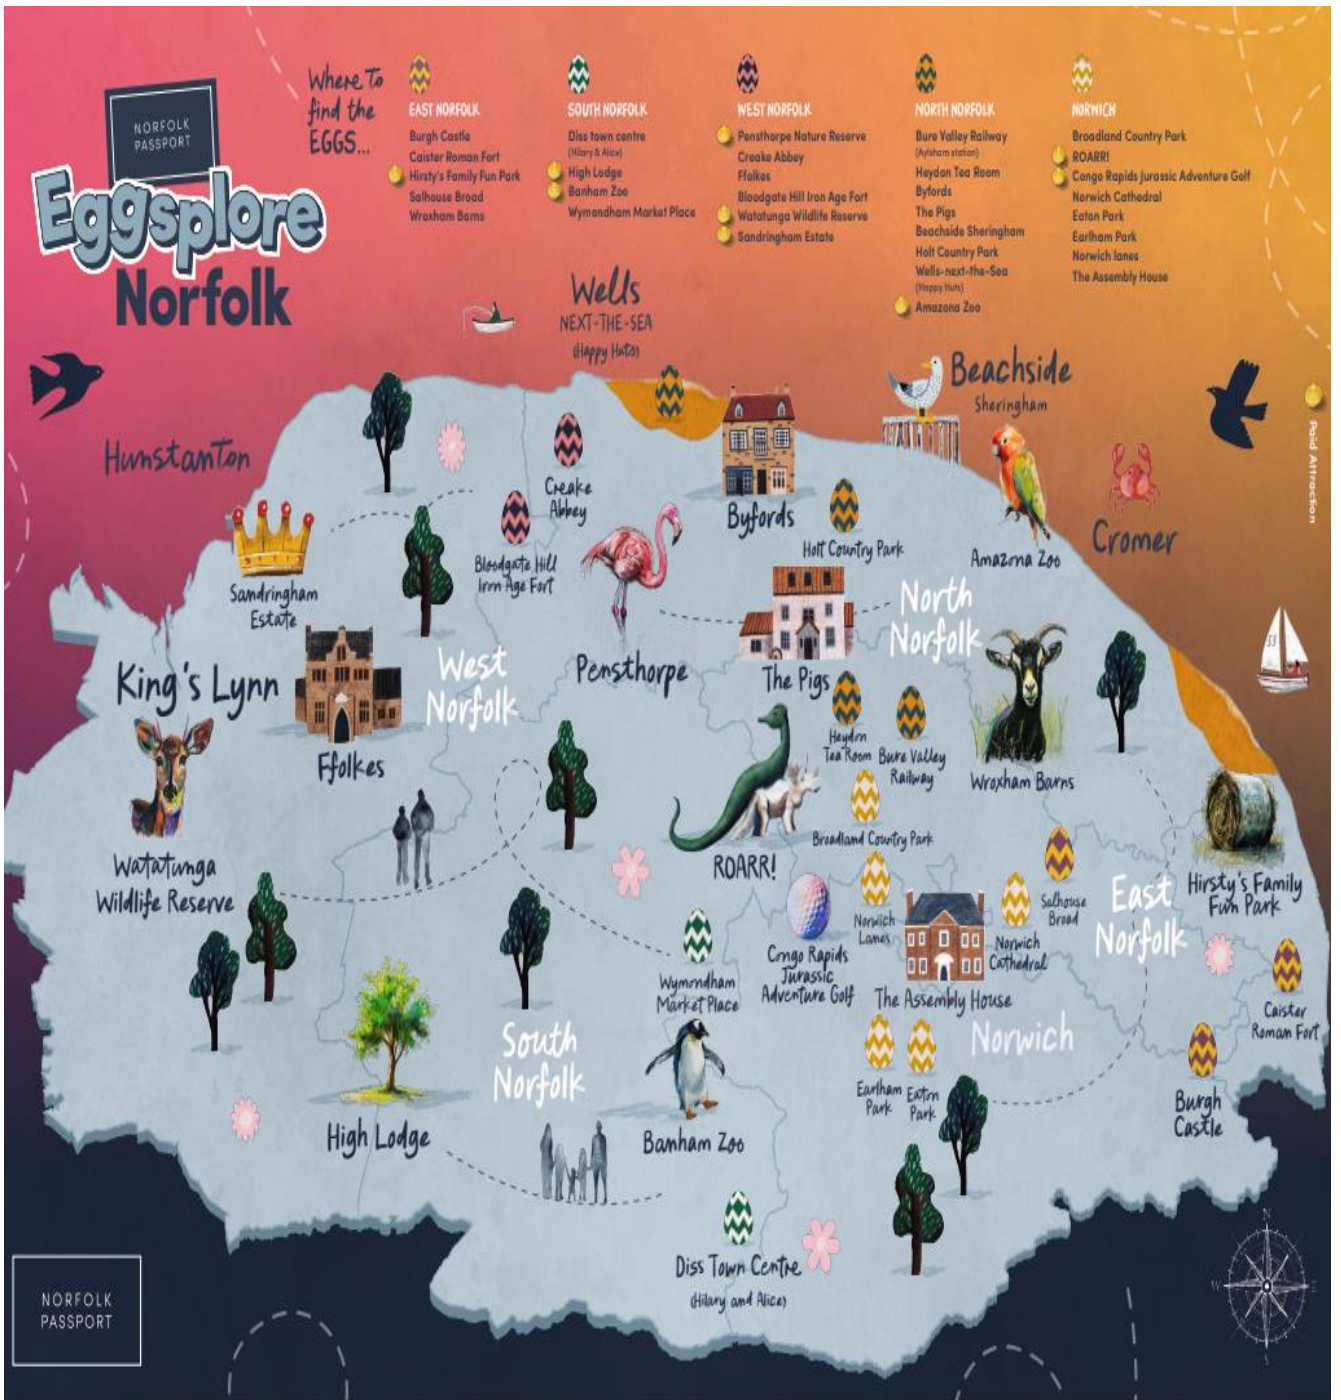 NORFOLK
PASSPORT
Eggsplore
Norfolk
Where to
find the
EGGS...
EAST NORFOLK
Burgh Castle
Caister Roman Fort
Hirsty's Family Fun Park
Salhouse Broad
Wroxham Barns
SOUTH NORFOLK
Diss town centre
(Hilary & Alice)
High Lodge
Banham Zoo
Wymondham Market Place
WEST NORFOLK
Pensthorpe Nature Reserve
Creake Abbey
Ffolkes
Bloodgate Hill Iron Age Fort
Watatunga Wildlife Reserve
Sandringham Estate
NORTH NORFOLK
Bure Valley Railway
(Aylsham station)
Heydon Tea Room
Byfords
The Pigs
Beachside Sheringham
Holt Country Park
Wells-next-the-Sea
(Happy Huts)
Amazona Zoo
NORWICH
Broadland Country Park
ROARR!
Congo Rapids Jurassic Adventure Golf
Norwich Cathedral
Eaton Park
Earlham Park
Norwich lanes
The Assembly House
Wells
NEXT-THE-SEA
(Happy Huts)
Beachside
Sheringham
Paid Attraction
Hunstanton
Creake
Abbey
Byfords
Holt Country Park
Amazona Zoo
Cromer
Bloodgate Hill
Iron Age Fort
Sandringham
Estate
North
Norfolk
King's Lynn
West
Norfolk
Pensthorpe
The Pigs
Ffolkes
Heydon
Tea Room
Bure Valley
Railway
Wroxham Barns
Broadland Country Park
ROARR!
Watatunga
Wildlife Reserve
Salhouse
Broad
East
Norfolk
Hirsty's Family
Fun Park
Norwich
Lanes
Norwich
Cathedral
Congo Rapids
Jurassic
Adventure Golf
Wymondham
Market Place
The Assembly House
Caister
Roman Fort
South
Norfolk
Norwich
Earlham
Park
Eaton
Park
Burgh
Castle
High Lodge
Banham Zoo
Diss Town Centre
(Hilary and Alice)
NORFOLK
PASSPORT
N
W
E
S